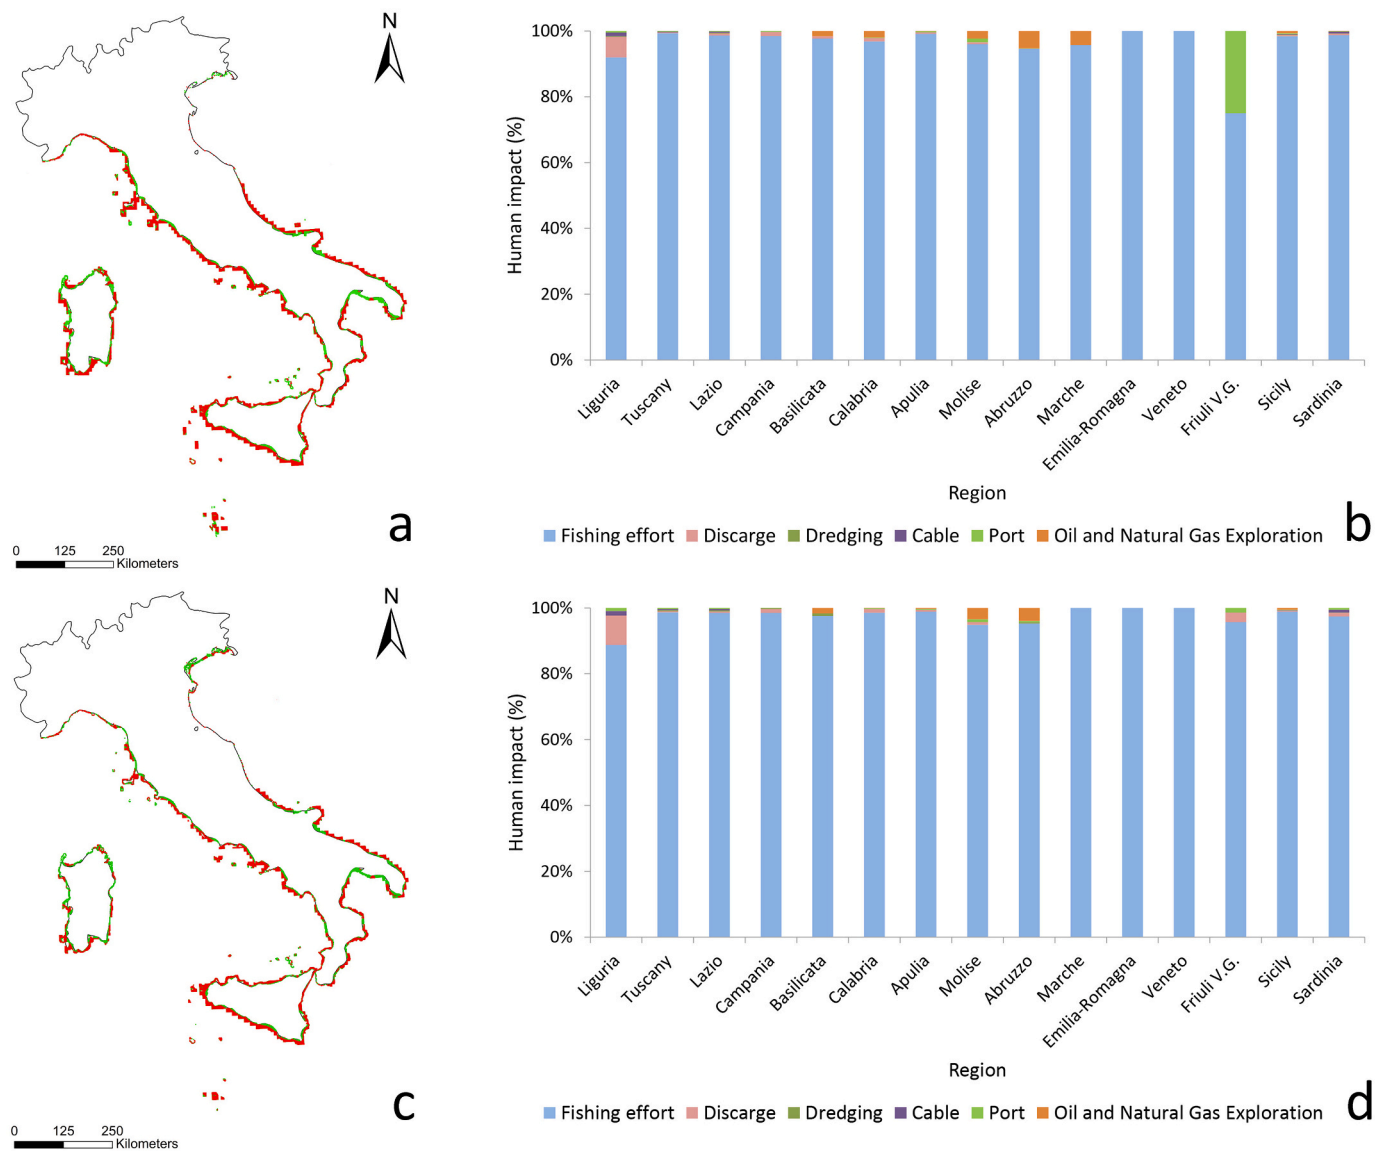 N
a
0 125 250
Kilometers
100%
80%
60%
40%
20%
0%
Human impact (%)
Liguria
Tuscany
Lazio
Campania
Basilicata
Calabria
Apulia
Molise
Abruzzo
Marche
Emilia-Romagna
Veneto
Friuli V.G.
Sicily
Sardinia
Region
Fishing effort Discarge Dredging Cable Port Oil and Natural Gas Exploration
b
N
c
0 125 250
Kilometers
100%
80%
60%
40%
20%
0%
Human impact (%)
Liguria
Tuscany
Lazio
Campania
Basilicata
Calabria
Apulia
Molise
Abruzzo
Marche
Emilia-Romagna
Veneto
Friuli V.G.
Sicily
Sardinia
Region
Fishing effort Discarge Dredging Cable Port Oil and Natural Gas Exploration
d